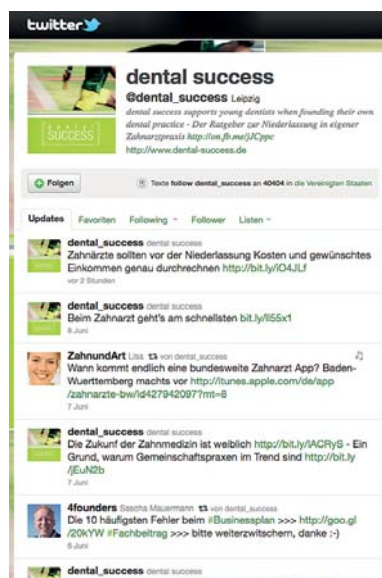 twitter
dental success
@dental_success Leipzig
dental success supports young dentists when founding their own
dental practice - Der Ratgeber zur Niederlassung in eigener
Zahnarztpraxis http://on.fb.me/jJCppc
http://www.dental-success.de
dental
SUCCESS
Folgen
Texte follow dental_success an 40404 in die Vereinigten Staaten
Updates Favoriten Following Follower Listen
dental_success dental success
Zahnärzte sollten vor der Niederlassung Kosten und gewünschtes
Einkommen genau durchrechnen http://bit.ly/iO4JLf
vor 2 Stunden
dental_success dental success
Beim Zahnarzt geht's am schnellsten bit.ly/lI55x1
8 Juni
ZahnundArt Lisa von dental_success
Wann kommt endlich eine bundesweite Zahnarzt App? Baden-
Wuerttemberg machts vor http://itunes.apple.com/de/app
/zahnarzte-bw/id427942097?mt=8
7 Juni
dental_success dental success
Die Zukunft der Zahnmedizin ist weiblich http://bit.ly/lACRyS - Ein
Grund, warum Gemeinschaftspraxen im Trend sind http://bit.ly
/jEuN2b
7 Juni
4founders Sascha Mauermann von dental_success
Die 10 häufigsten Fehler beim #Businessplan >>> http://goo.gl
/20kYW #Fachbeitrag >>> bitte weiterzwitschern, danke :-)
6 Juni
dental_success dental success